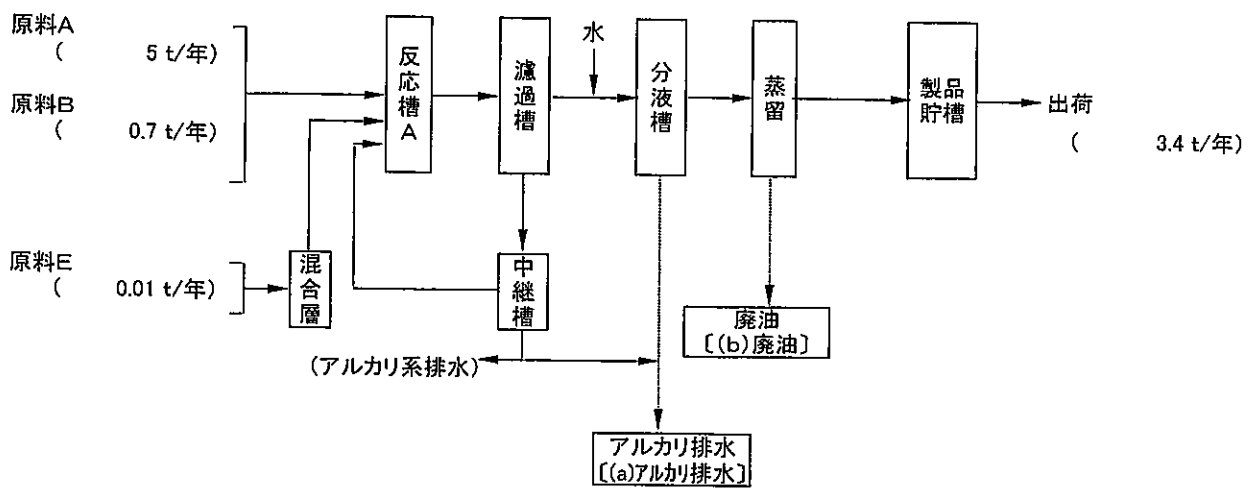 原料A
( 5 t/年)
原料B
( 0.7 t/年)
原料E
( 0.01 t/年)
混合層
反応槽A
濾過槽
中継槽
(アルカリ系排水)
水
分液槽
アルカリ排水
〔(a)アルカリ排水〕
蒸留
廃油
〔(b)廃油〕
製品
貯槽
出荷
( 3.4 t/年)